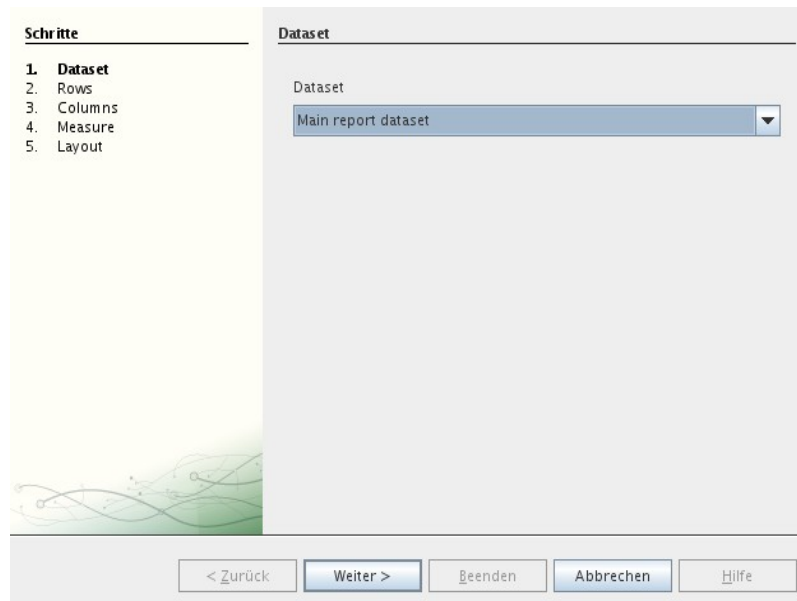 Schritte
1. Dataset
2. Rows
3. Columns
4. Measure
5. Layout
Dataset
Dataset
Main report dataset
< Zurück
Weiter >
Beenden
Abbrechen
Hilfe